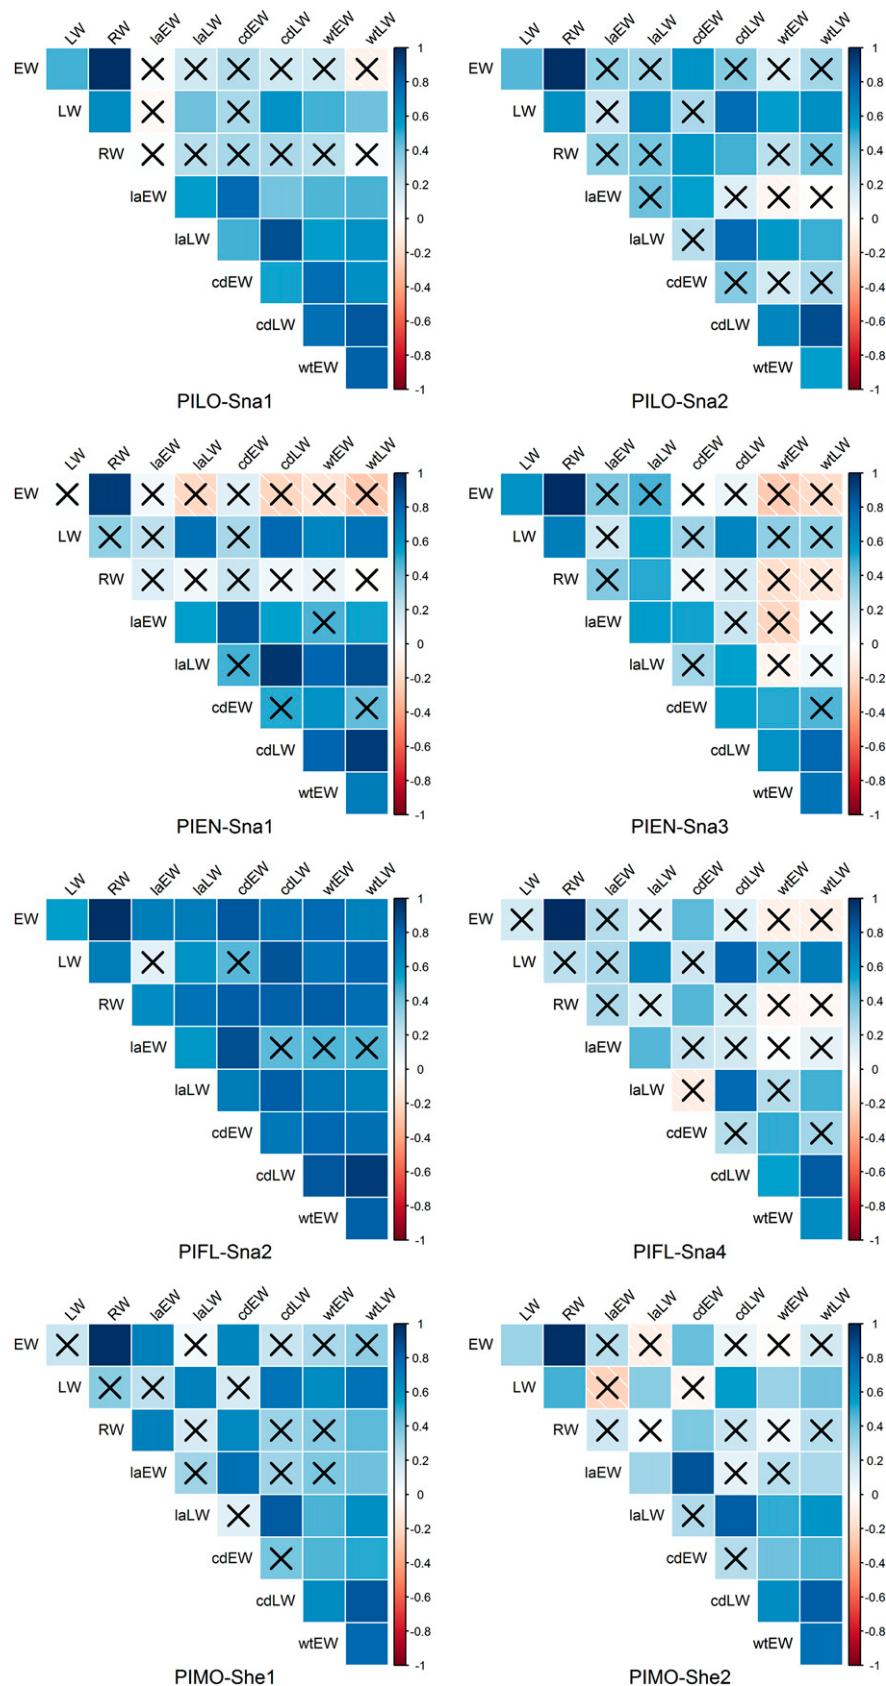 LW RW laEW laLW cdEW cdLW wtEW wtLW
EW
LW
RW
laEW
laLW
cdEW
cdLW
wtEW
1
0.8
0.6
0.4
0.2
0
-0.2
-0.4
-0.6
-0.8
-1
PILO-Sna1
LW RW laEW laLW cdEW cdLW wtEW wtLW
EW
LW
RW
laEW
laLW
cdEW
cdLW
wtEW
1
0.8
0.6
0.4
0.2
0
-0.2
-0.4
-0.6
-0.8
-1
PILO-Sna2
LW RW laEW laLW cdEW cdLW wtEW wtLW
EW
LW
RW
laEW
laLW
cdEW
cdLW
wtEW
1
0.8
0.6
0.4
0.2
0
-0.2
-0.4
-0.6
-0.8
-1
PIEN-Sna1
LW RW laEW laLW cdEW cdLW wtEW wtLW
EW
LW
RW
laEW
laLW
cdEW
cdLW
wtEW
1
0.8
0.6
0.4
0.2
0
-0.2
-0.4
-0.6
-0.8
-1
PIEN-Sna3
LW RW laEW laLW cdEW cdLW wtEW wtLW
EW
LW
RW
laEW
laLW
cdEW
cdLW
wtEW
1
0.8
0.6
0.4
0.2
0
-0.2
-0.4
-0.6
-0.8
-1
PIFL-Sna2
LW RW laEW laLW cdEW cdLW wtEW wtLW
EW
LW
RW
laEW
laLW
cdEW
cdLW
wtEW
1
0.8
0.6
0.4
0.2
0
-0.2
-0.4
-0.6
-0.8
-1
PIFL-Sna4
LW RW laEW laLW cdEW cdLW wtEW wtLW
EW
LW
RW
laEW
laLW
cdEW
cdLW
wtEW
1
0.8
0.6
0.4
0.2
0
-0.2
-0.4
-0.6
-0.8
-1
PIMO-She1
LW RW laEW laLW cdEW cdLW wtEW wtLW
EW
LW
RW
laEW
laLW
cdEW
cdLW
wtEW
1
0.8
0.6
0.4
0.2
0
-0.2
-0.4
-0.6
-0.8
-1
PIMO-She2